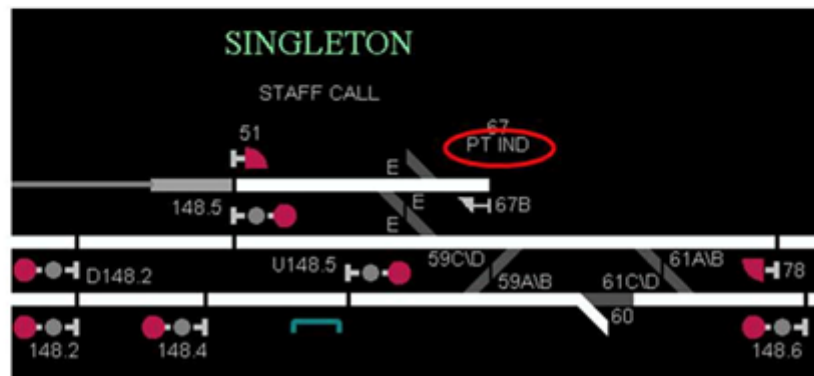 SINGLETON
STAFF CALL
51
67
PT IND
E
148.5
E
67B
E
D148.2
U148.5
59C\D
59A\B
61C\D
61A\B
78
60
148.2
148.4
148.6